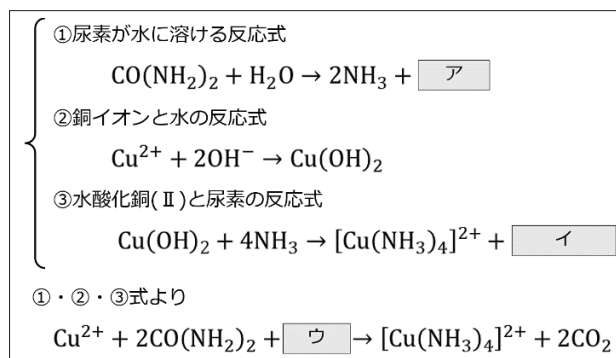 ①尿素が水に溶ける反応式
CO(NH₂)₂ + H₂O → 2NH₃ + ア
②銅イオンと水の反応式
Cu²⁺ + 2OH⁻ → Cu(OH)₂
③水酸化銅(Ⅱ)と尿素の反応式
Cu(OH)₂ + 4NH₃ → [Cu(NH₃)₄]²⁺ + イ
①・②・③式より
Cu²⁺ + 2CO(NH₂)₂ + ウ → [Cu(NH₃)₄]²⁺ + 2CO₂